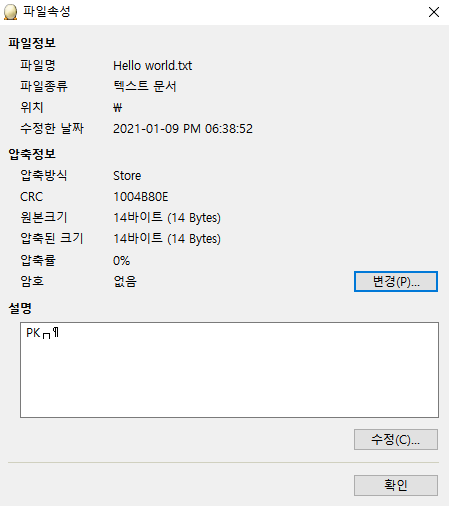 파일속성
파일정보
파일명 Hello world.txt
파일종류 텍스트 문서
위치 ₩
수정한 날짜 2021-01-09 PM 06:38:52
압축정보
압축방식 Store
CRC 1004B80E
원본크기 14바이트 (14 Bytes)
압축된 크기 14바이트 (14 Bytes)
압축률 0%
암호 없음 변경(P)...
설명
PK┌┐¶
수정(C)...
확인